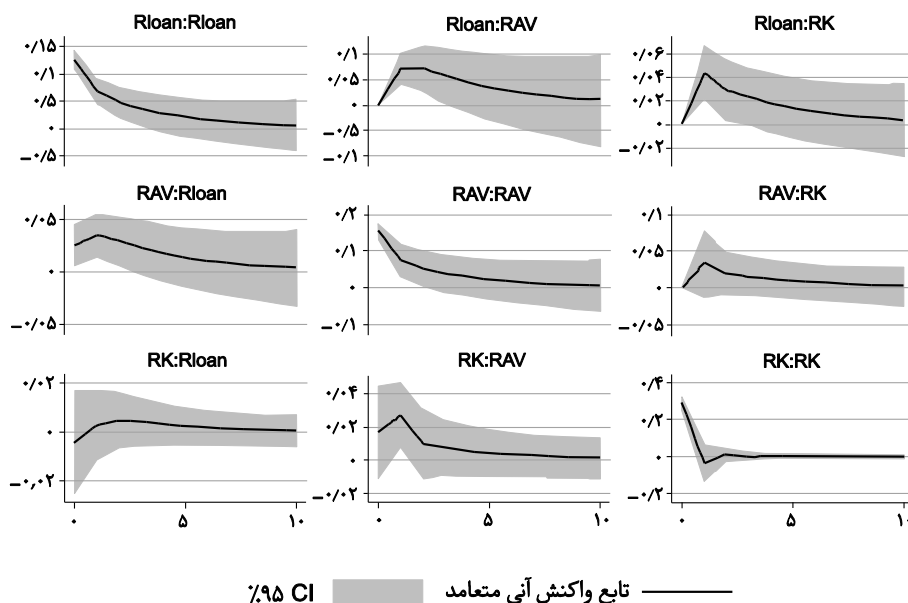 Rloan:Rloan
Rloan:RAV
Rloan:RK
۰/۱۵
۰/۱
۰/۵
۰
−۰/۵
۰/۱
۰/۰۵
۰
−۰/۵
−۰/۱
۰/۰۶
۰/۰۴
۰/۰۲
۰
−۰/۰۲
RAV:Rloan
RAV:RAV
RAV:RK
۰/۰۵
۰
−۰/۰۵
۰/۲
۰/۱
۰
−۰/۱
۰/۱
۰/۰۵
۰
−۰/۰۵
RK:Rloan
RK:RAV
RK:RK
۰/۰۲
۰
−۰,۰۲
۰/۰۴
۰/۰۲
۰
−۰/۰۲
۰/۴
۰/۲
۰
−۰/۲
۰ ۵ ۱۰
۰ ۵ ۱۰
۰ ۵ ۱۰
%۹۵ CI
تابع واکنش آنی متعامد